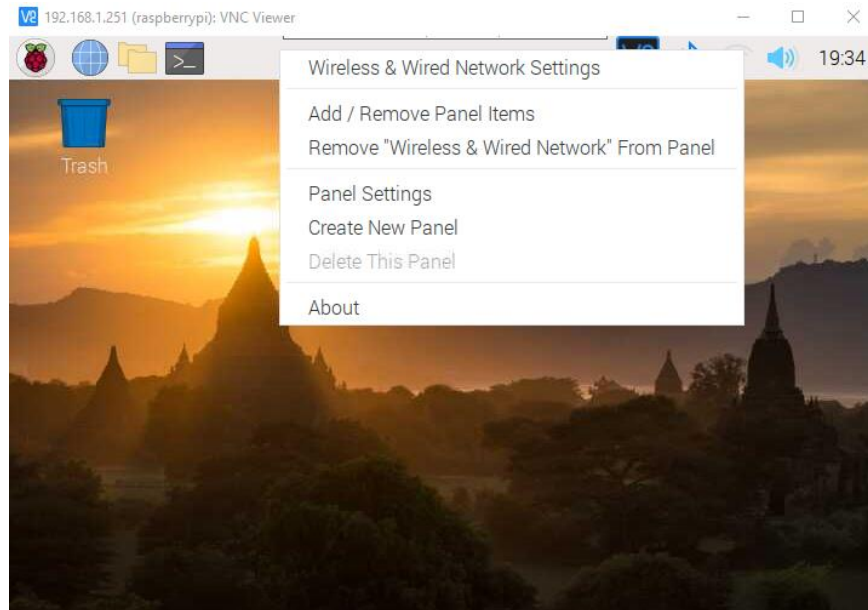 192.168.1.251 (raspberrypi): VNC Viewer
>_
19:34
Wireless & Wired Network Settings
Add / Remove Panel Items
Remove "Wireless & Wired Network" From Panel
Panel Settings
Create New Panel
Delete This Panel
About
Trash